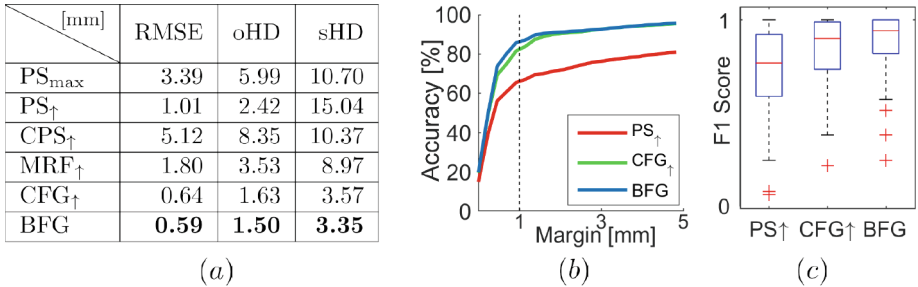 [mm] RMSE oHD sHD
PSmax 3.39 5.99 10.70
PS↑ 1.01 2.42 15.04
CPS↑ 5.12 8.35 10.37
MRF↑ 1.80 3.53 8.97
CFG↑ 0.64 1.63 3.57
BFG 0.59 1.50 3.35
(a)
Accuracy [%]
100
80
60
40
20
0
PS↑
CFG↑
BFG
1 3 5
Margin [mm]
(b)
F1 Score
1
0
PS↑ CFG↑ BFG
(c)